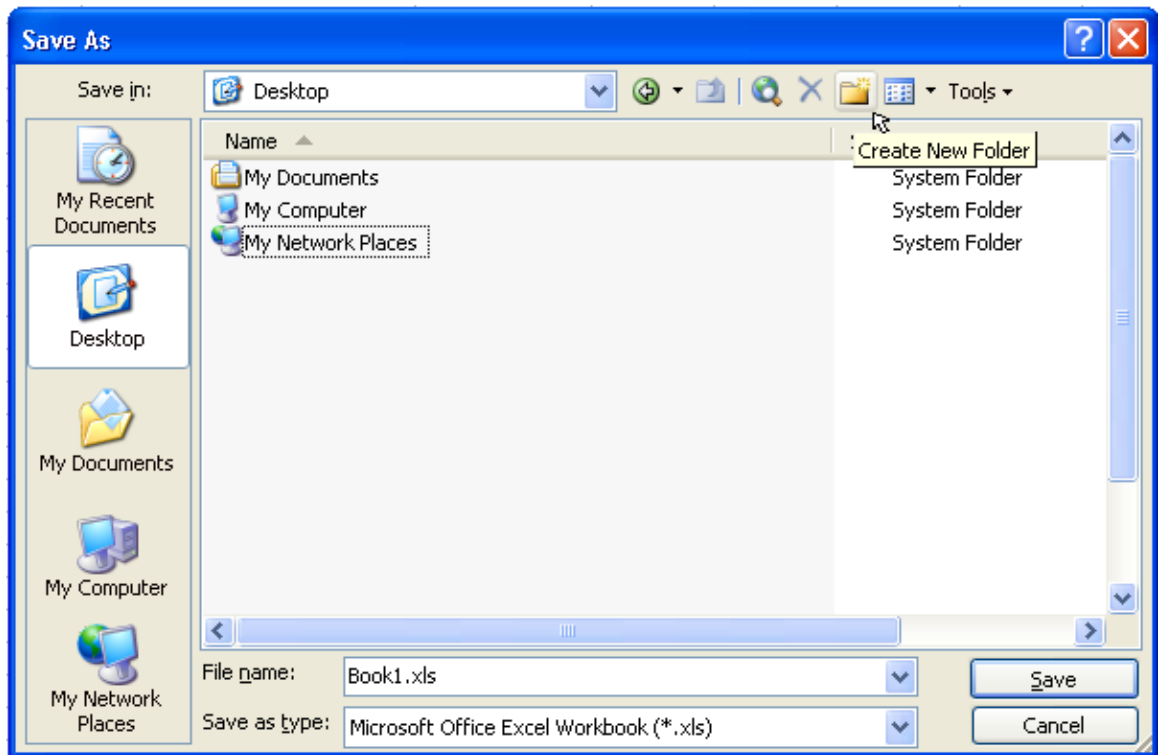 Save As
Save in:
Desktop
Tools
Name
Create New Folder
My Documents
System Folder
My Computer
System Folder
My Network Places
System Folder
My Recent
Documents
Desktop
My Documents
My Computer
My Network
Places
File name:
Book1.xls
Save
Save as type:
Microsoft Office Excel Workbook (*.xls)
Cancel